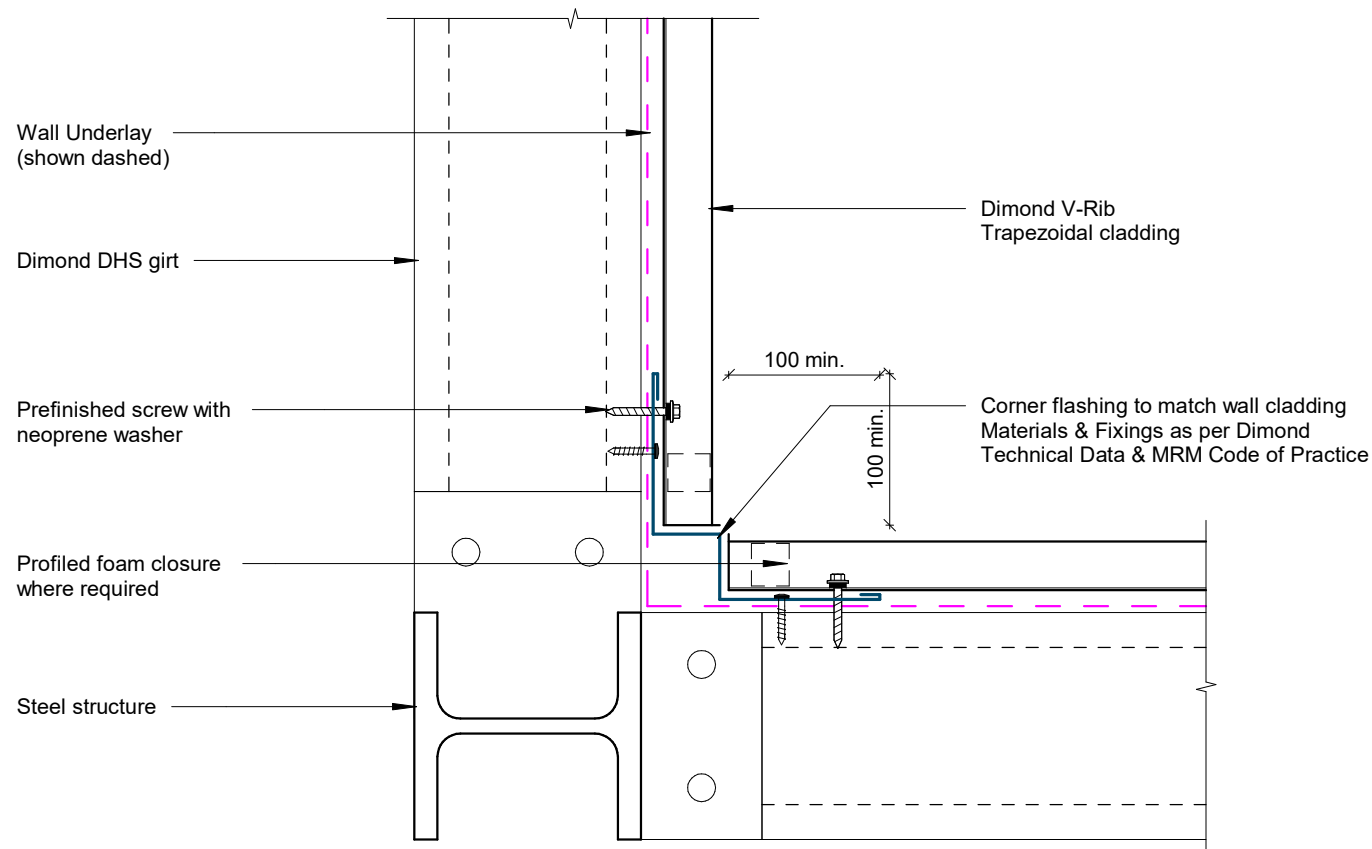 Wall Underlay
(shown dashed)
Dimond V-Rib
Trapezoidal cladding
Dimond DHS girt
100 min.
Prefinished screw with
neoprene washer
Corner flashing to match wall cladding
Materials & Fixings as per Dimond
Technical Data & MRM Code of Practice
100 min.
Profiled foam closure
where required
Steel structure